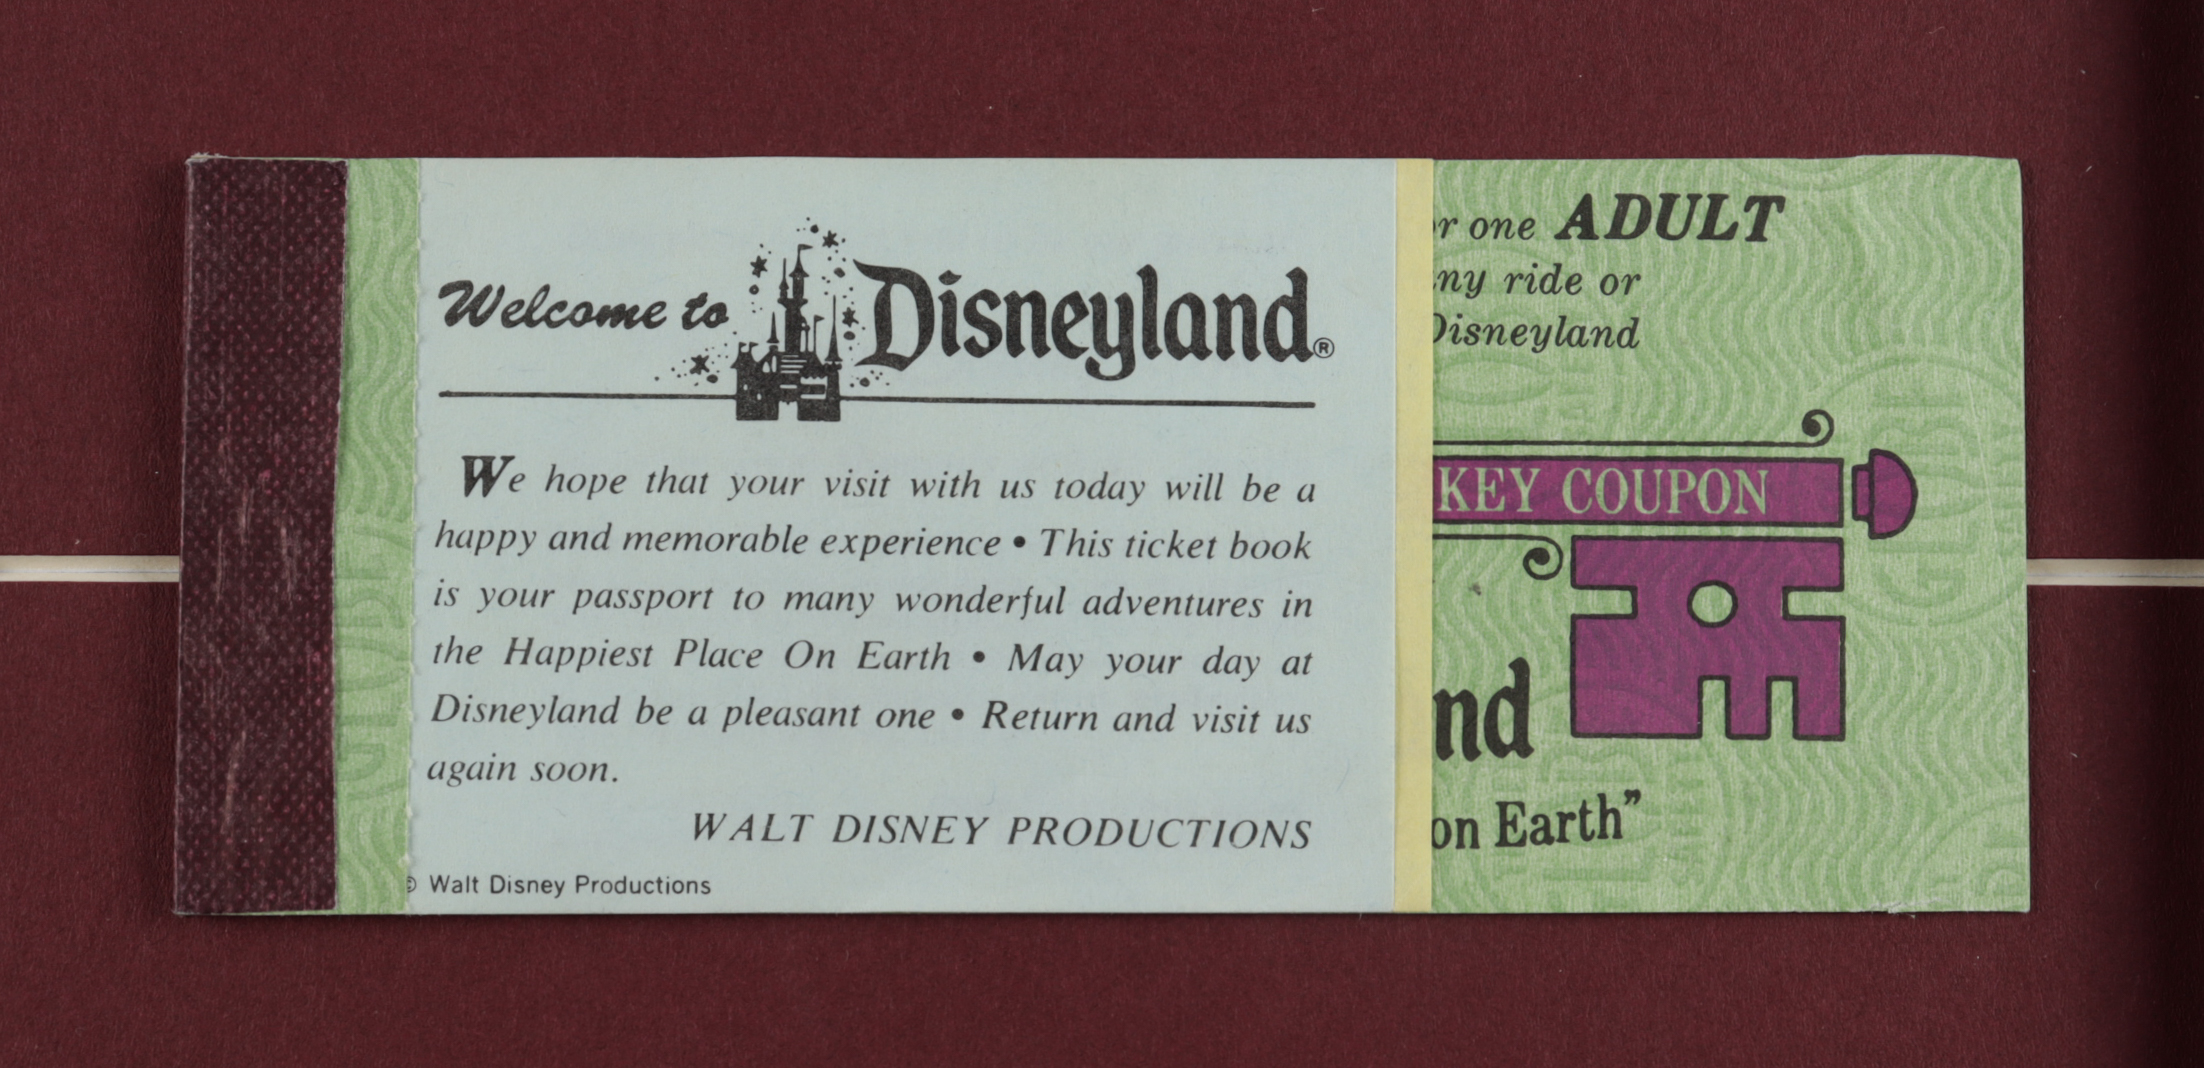 Welcome to Disneyland®
We hope that your visit with us today will be a
happy and memorable experience • This ticket book
is your passport to many wonderful adventures in
the Happiest Place On Earth • May your day at
Disneyland be a pleasant one • Return and visit us
again soon.
WALT DISNEY PRODUCTIONS
© Walt Disney Productions
r one ADULT
ny ride or
Disneyland
KEY COUPON
nd
on Earth”
GLOBE
GLOBE